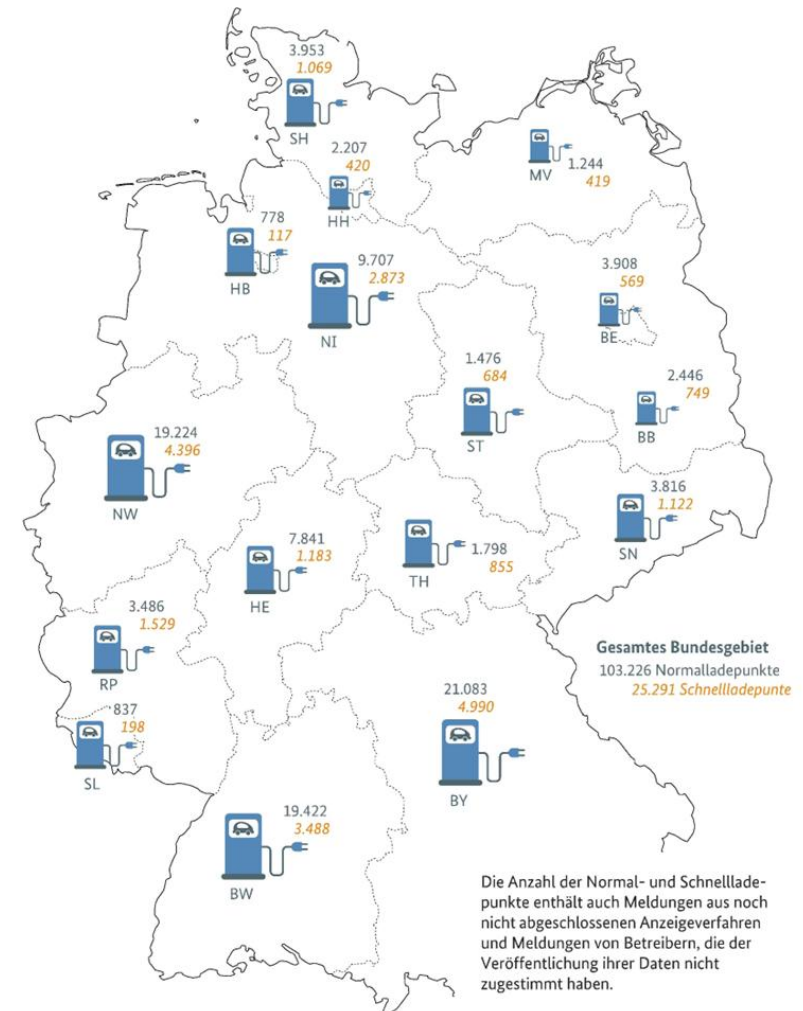 3.953
1.069
SH
2.207
420
HH
MV
1.244
419
778
117
HB
9.707
2.873
NI
3.908
569
BE
1.476
684
ST
2.446
749
BB
19.224
4.396
NW
3.816
1.122
SN
7.841
1.183
HE
TH
1.798
855
3.486
1.529
RP
Gesamtes Bundesgebiet
103.226 Normalladepunkte
25.291 Schnellladepunte
837
198
SL
21.083
4.990
BY
19.422
3.488
BW
Die Anzahl der Normal- und Schnelllade-
punkte enthält auch Meldungen aus noch
nicht abgeschlossenen Anzeigeverfahren
und Meldungen von Betreibern, die der
Veröffentlichung ihrer Daten nicht
zugestimmt haben.